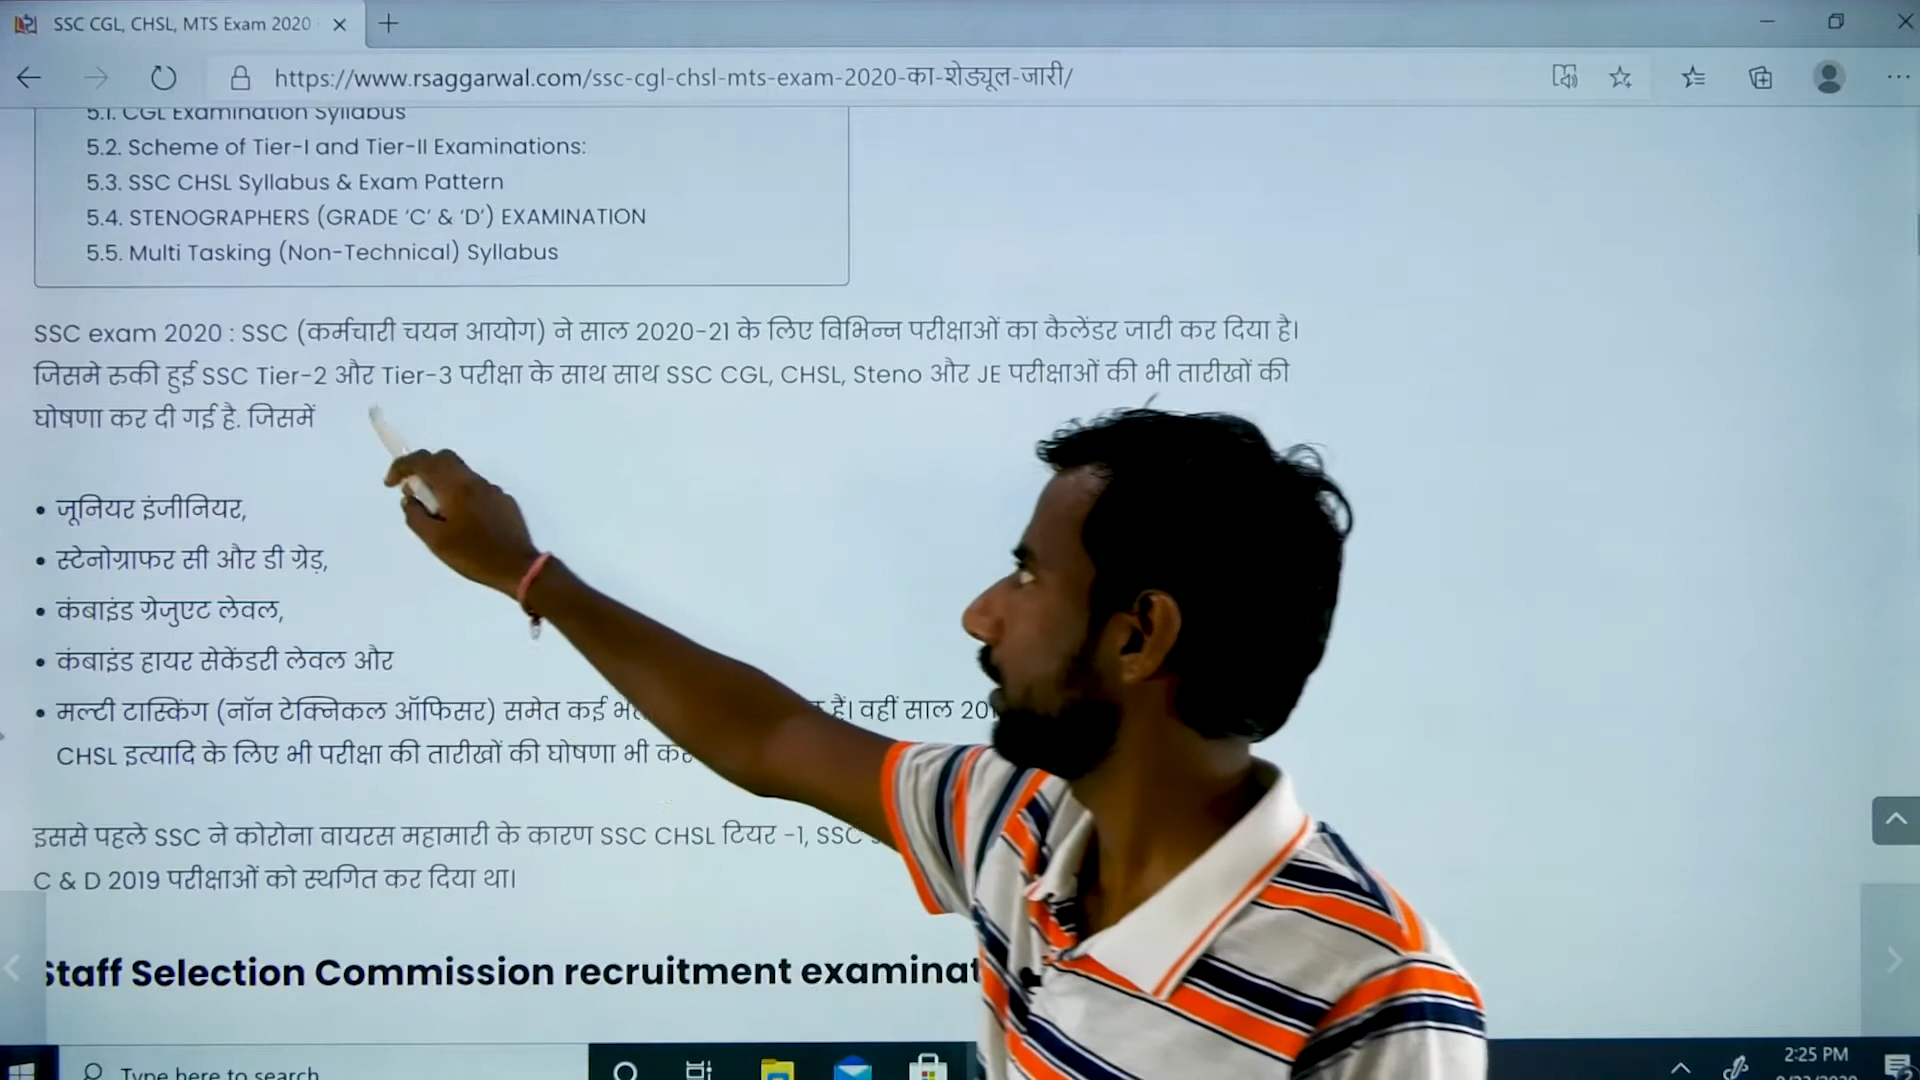 SSC CGL, CHSL, MTS Exam 2020
https://www.rsaggarwal.com/ssc-cgl-chsl-mts-exam-2020-का-शेड्यूल-जारी/
5.1. CGL Examination Syllabus
5.2. Scheme of Tier-I and Tier-II Examinations:
5.3. SSC CHSL Syllabus & Exam Pattern
5.4. STENOGRAPHERS (GRADE ‘C’ & ‘D’) EXAMINATION
5.5. Multi Tasking (Non-Technical) Syllabus
SSC exam 2020 : SSC (कर्मचारी चयन आयोग) ने साल 2020-21 के लिए विभिन्न परीक्षाओं का कैलेंडर जारी कर दिया है।
जिसमे रुकी हुई SSC Tier-2 और Tier-3 परीक्षा के साथ साथ SSC CGL, CHSL, Steno और JE परीक्षाओं की भी तारीखों की
घोषणा कर दी गई है. जिसमें
• जूनियर इंजीनियर,
• स्टेनोग्राफर सी और डी ग्रेड़,
• कंबाइंड ग्रेजुएट लेवल,
• कंबाइंड हायर सेकेंडरी लेवल और
• मल्टी टास्किंग (नॉन टेक्निकल ऑफिसर) समेत कई हैं। वहीं साल
CHSL इत्यादि के लिए भी परीक्षा की तारीखों की घोषणा भी
इससे पहले SSC ने कोरोना वायरस महामारी के कारण SSC CHSL टियर -1, SSC
C & D 2019 परीक्षाओं को स्थगित कर दिया था।
Staff Selection Commission recruitment
Type here to search
2:25 PM